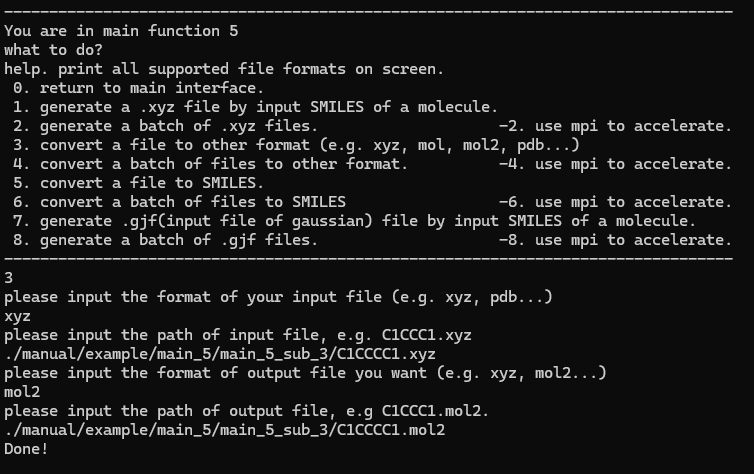 ---------------------------------------------------------------------------------
You are in main function 5
what to do?
help. print all supported file formats on screen.
 0. return to main interface.
 1. generate a .xyz file by input SMILES of a molecule.
 2. generate a batch of .xyz files.                    -2. use mpi to accelerate.
 3. convert a file to other format (e.g. xyz, mol, mol2, pdb...)
 4. convert a batch of files to other format.          -4. use mpi to accelerate.
 5. convert a file to SMILES.
 6. convert a batch of files to SMILES                 -6. use mpi to accelerate.
 7. generate .gjf(input file of gaussian) file by input SMILES of a molecule.
 8. generate a batch of .gjf files.                    -8. use mpi to accelerate.
---------------------------------------------------------------------------------
3
please input the format of your input file (e.g. xyz, pdb...)
xyz
please input the path of input file, e.g. C1CCC1.xyz
./manual/example/main_5/main_5_sub_3/C1CCCC1.xyz
please input the format of output file you want (e.g. xyz, mol2...)
mol2
please input the path of output file, e.g C1CCC1.mol2.
./manual/example/main_5/main_5_sub_3/C1CCCC1.mol2
Done!